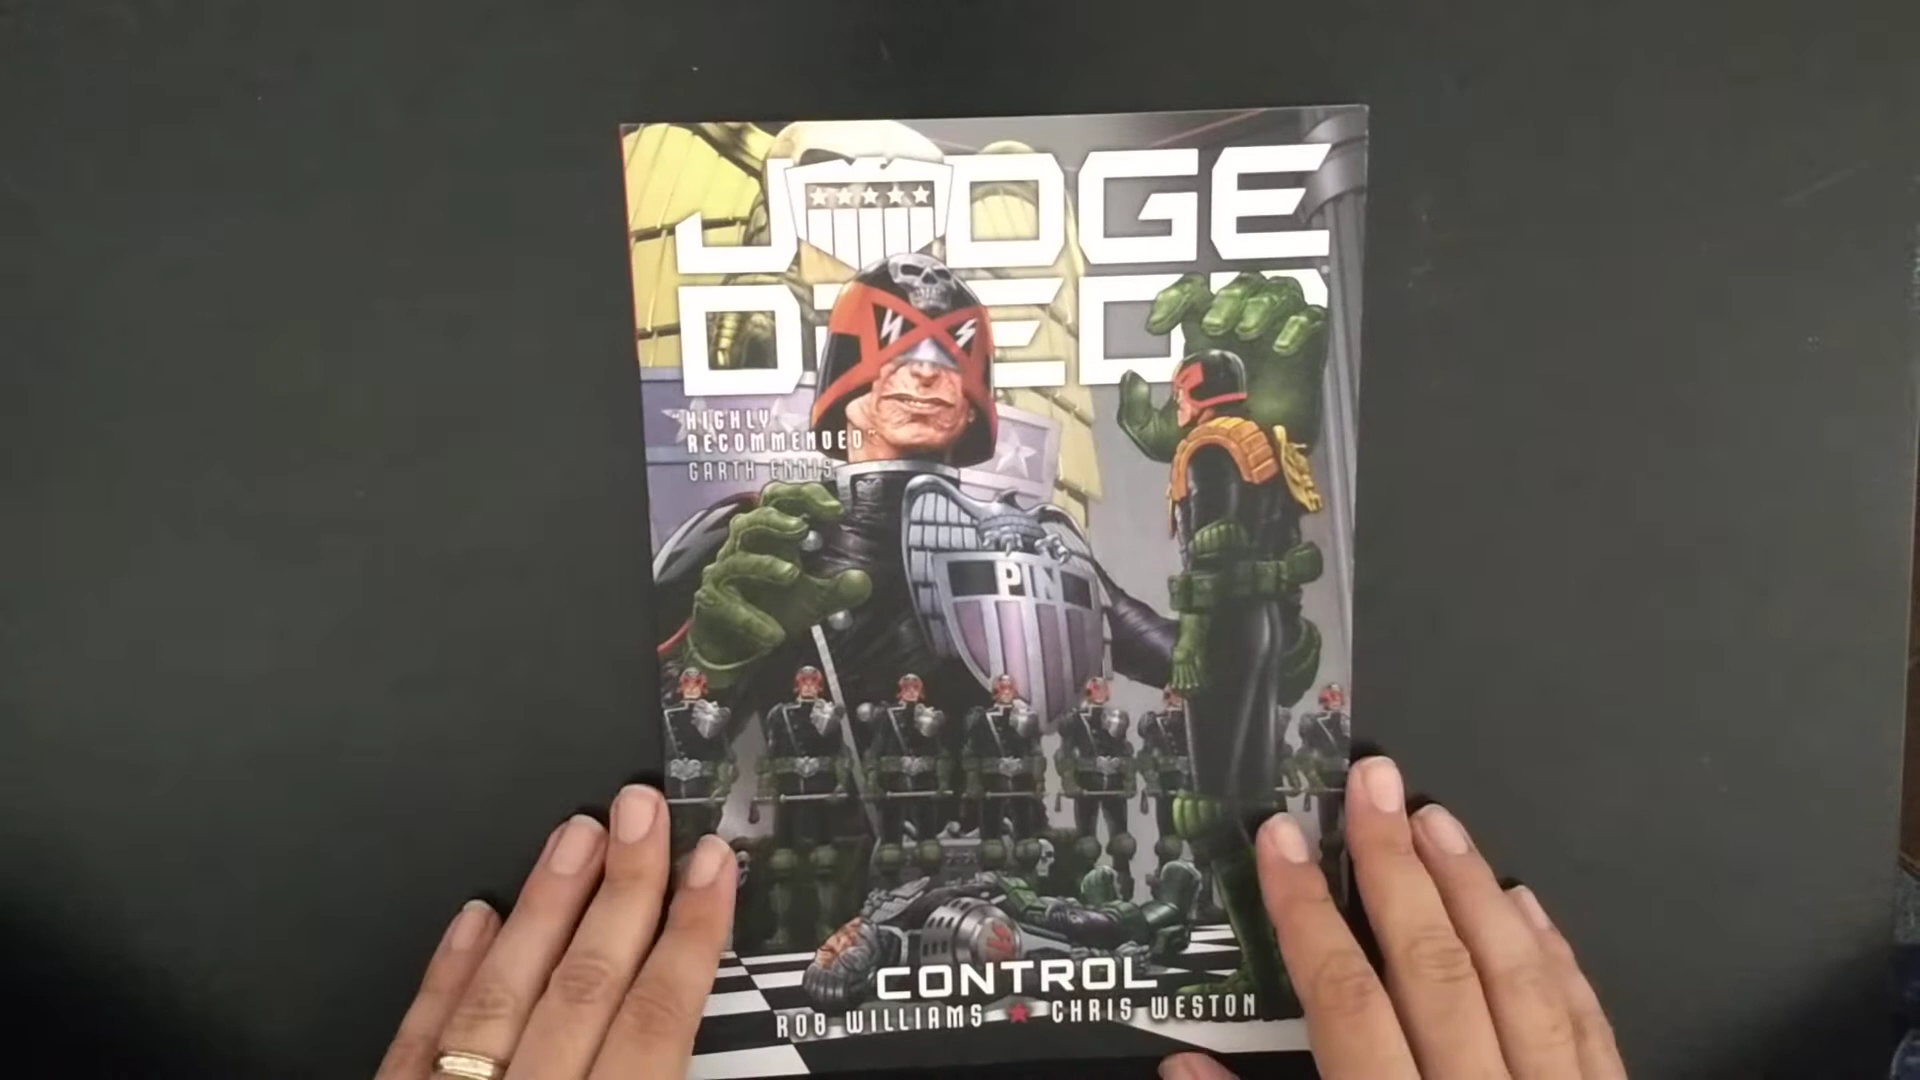 JUDGE
DREDD
"HIGHLY
RECOMMENDED"
GARTH ENNIS
PIN
CONTROL
ROB WILLIAMS ★ CHRIS WESTON